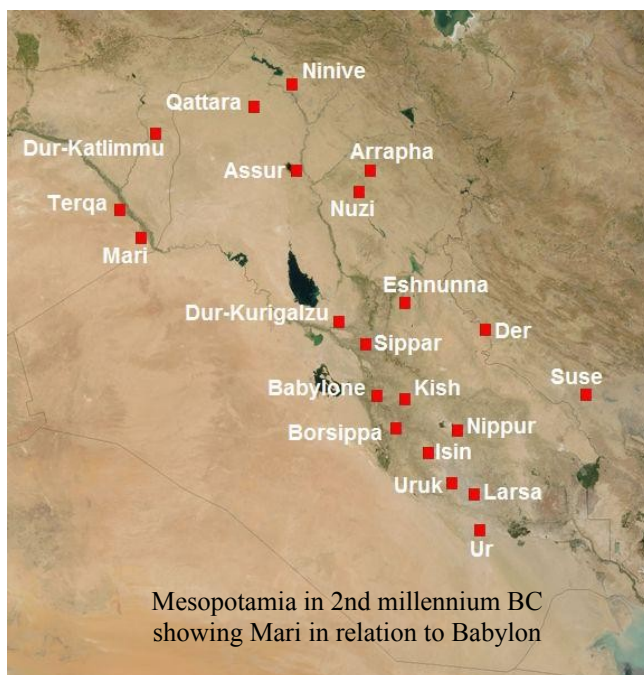 Ninive
Qattara
Dur-Katlimmu
Assur
Arrapha
Terqa
Nuzi
Mari
Eshnunna
Dur-Kurigalzu
Der
Sippar
Suse
Babylone
Kish
Borsippa
Nippur
Isin
Uruk
Larsa
Ur
Mesopotamia in 2nd millennium BC
showing Mari in relation to Babylon